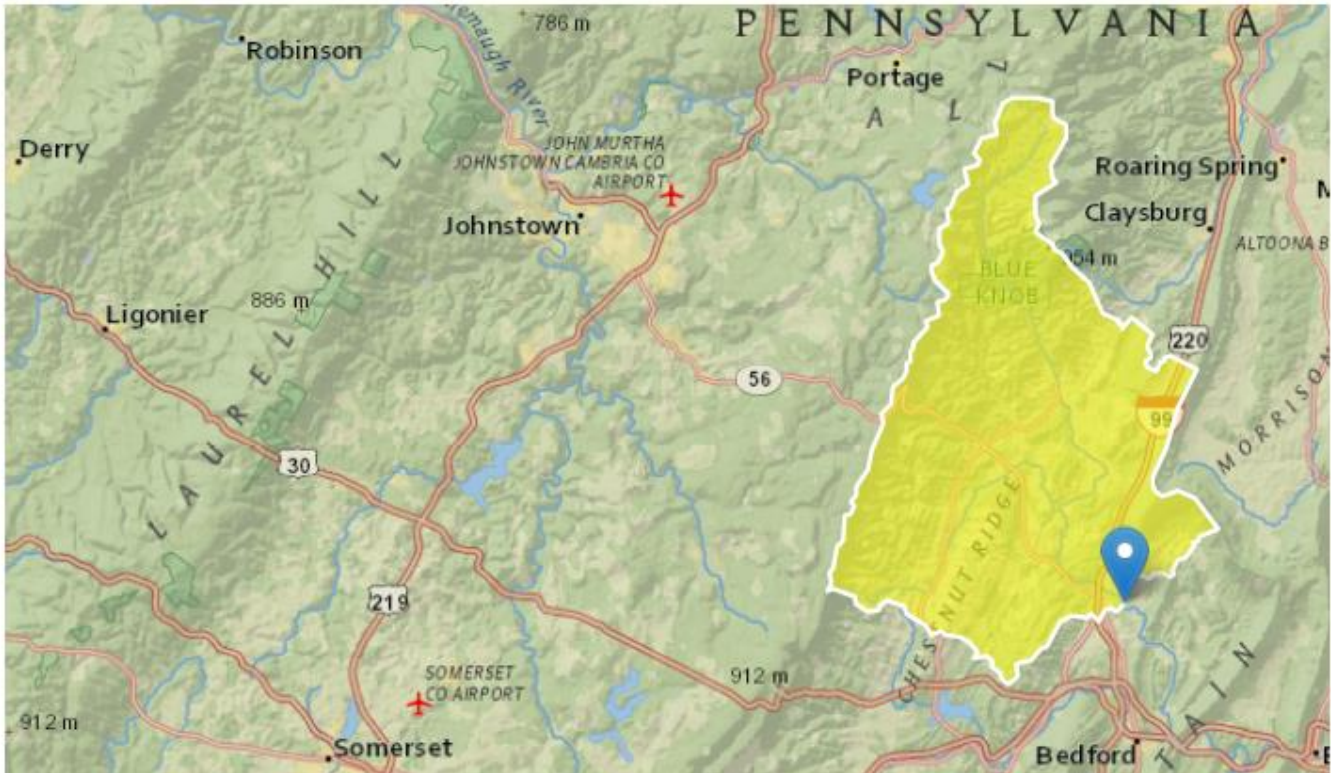 PENNSYLVANIA
786 m
Robinson
Portage
ALL
JOHN MURTHA
JOHNSTOWN CAMBRIA CO
AIRPORT
Derry
Roaring Spring
Claysburg
Johnstown
ALTOONA B
954 m
BLUE
KNOB
886 m
Ligonier
LAUREL HILL
220
56
99
MORRISON
30
CHESTNUT RIDGE
219
SOMERSET
CO AIRPORT
912 m
912 m
TAIN
Somerset
Bedford